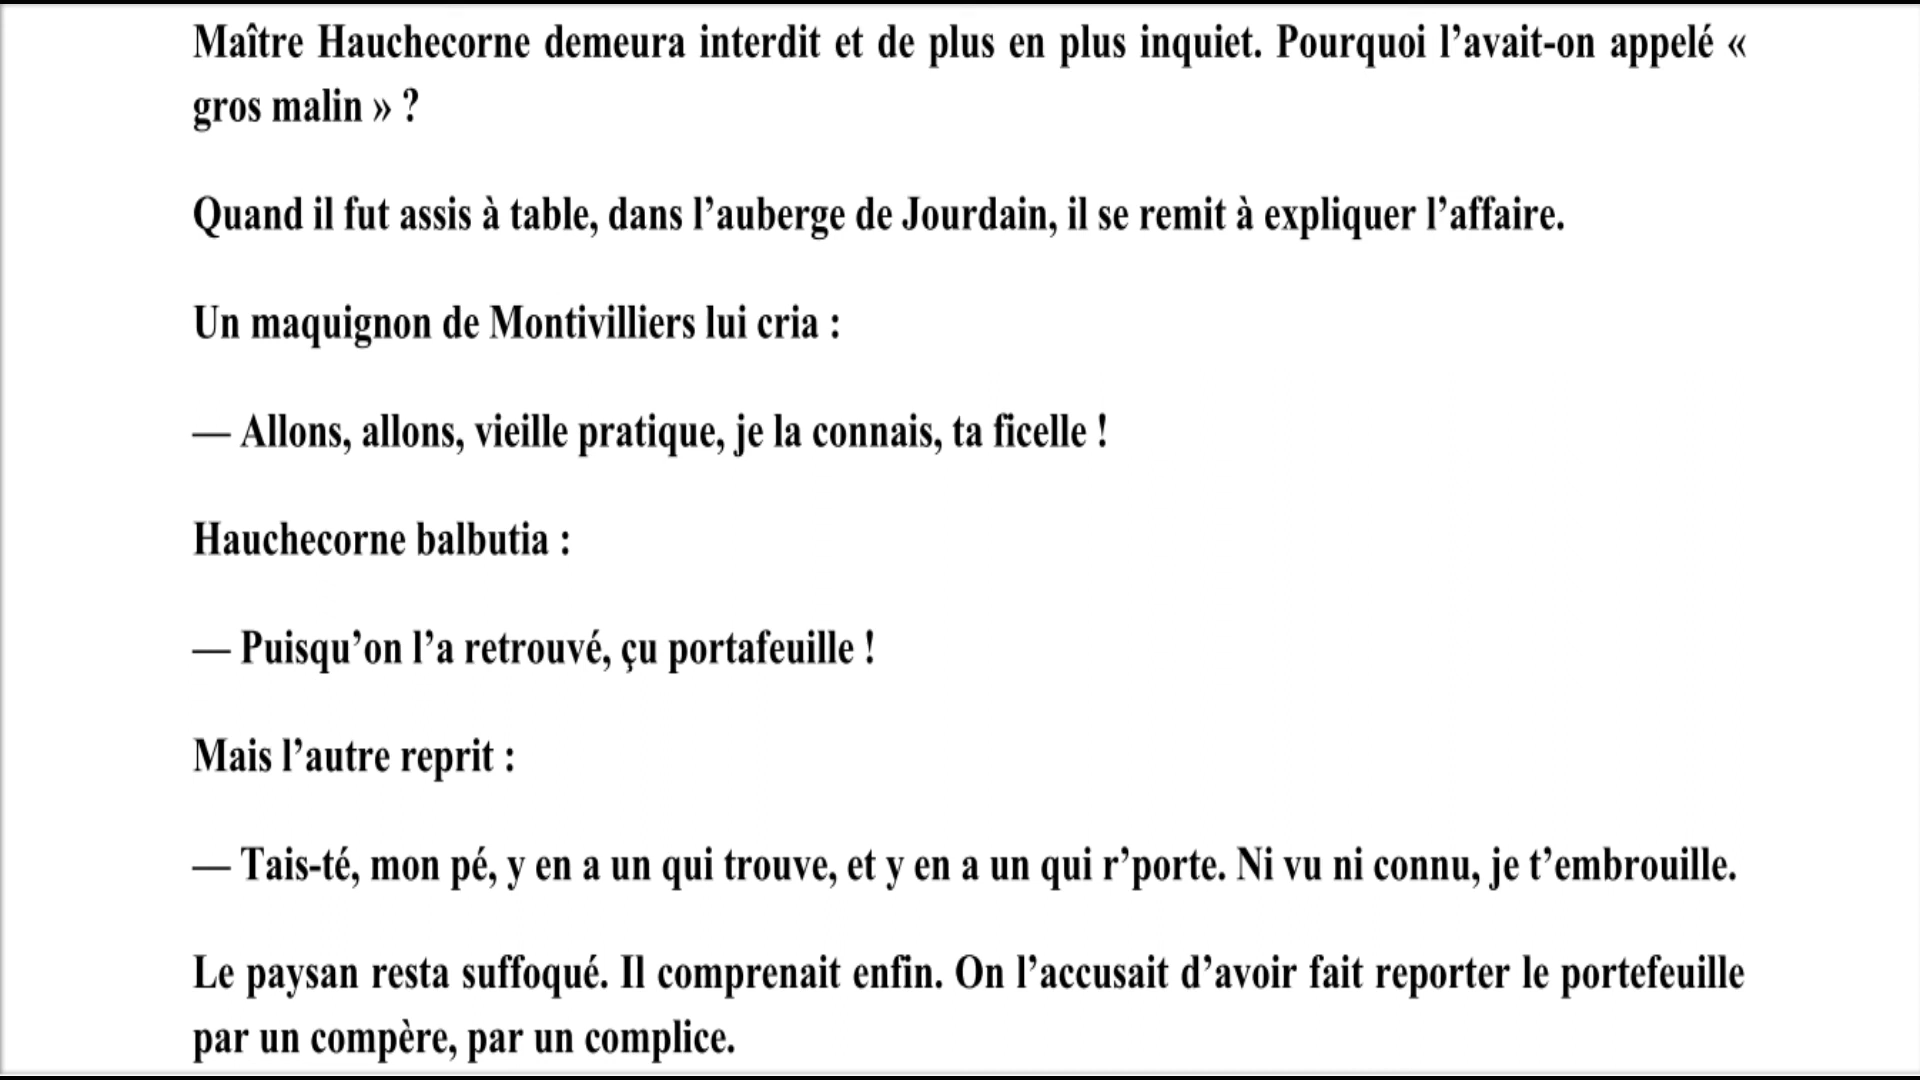 Maître Hauchecorne demeura interdit et de plus en plus inquiet. Pourquoi l’avait-on appelé «
gros malin » ?
Quand il fut assis à table, dans l’auberge de Jourdain, il se remit à expliquer l’affaire.
Un maquignon de Montivilliers lui cria :
— Allons, allons, vieille pratique, je la connais, ta ficelle !
Hauchecorne balbutia :
— Puisqu’on l’a retrouvé, çu portafeuille !
Mais l’autre reprit :
— Tais-té, mon pé, y en a un qui trouve, et y en a un qui r’porte. Ni vu ni connu, je t’embrouille.
Le paysan resta suffoqué. Il comprenait enfin. On l’accusait d’avoir fait reporter le portefeuille
par un compère, par un complice.